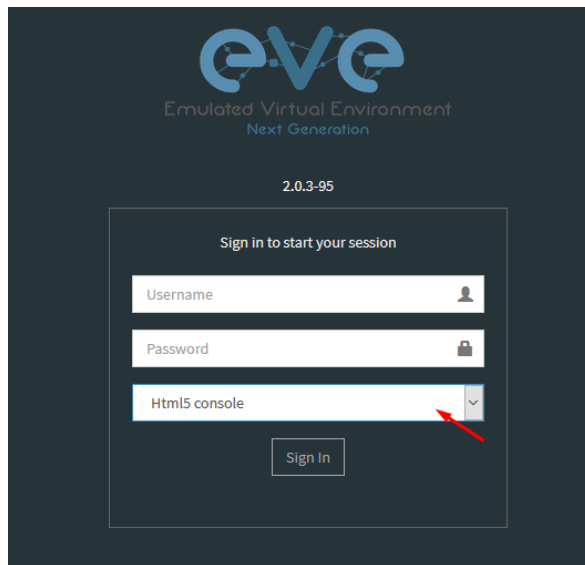 eve
Emulated Virtual Environment
Next Generation
2.0.3-95
Sign in to start your session
Username
Password
Html5 console
Sign In